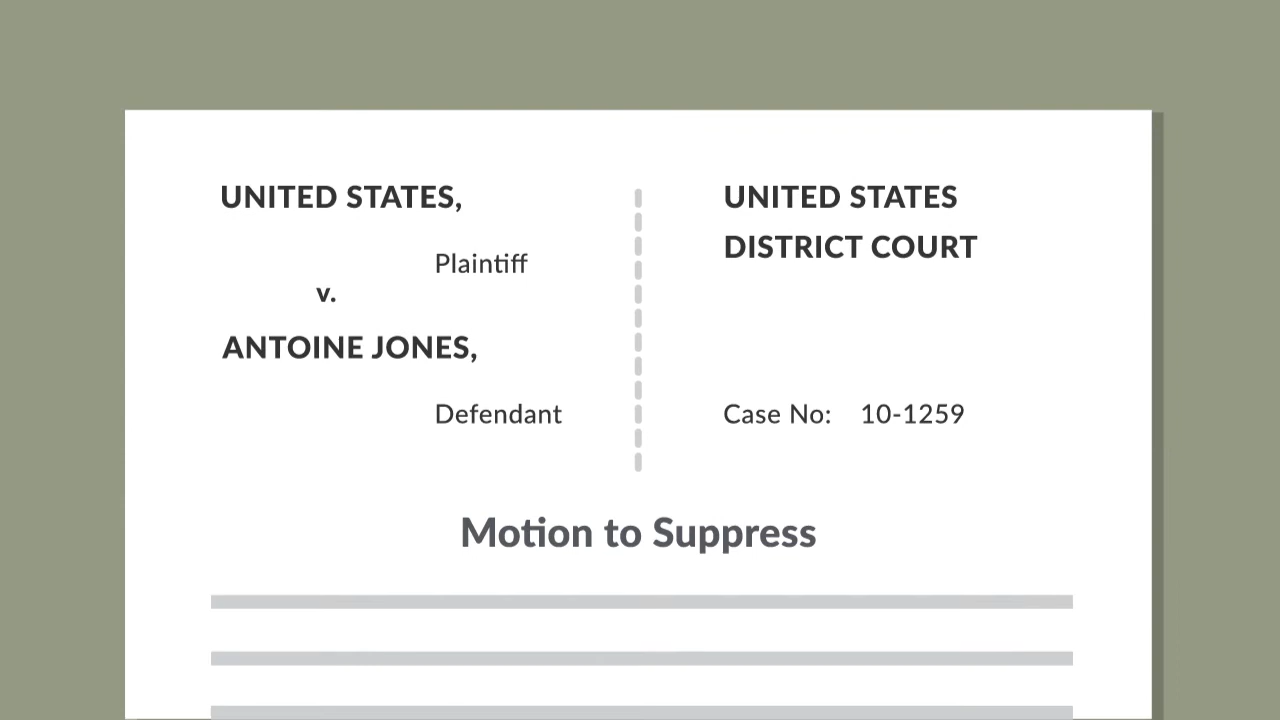 UNITED STATES,
Plaintiff
v.
ANTOINE JONES,
Defendant
UNITED STATES
DISTRICT COURT
Case No: 10-1259
Motion to Suppress